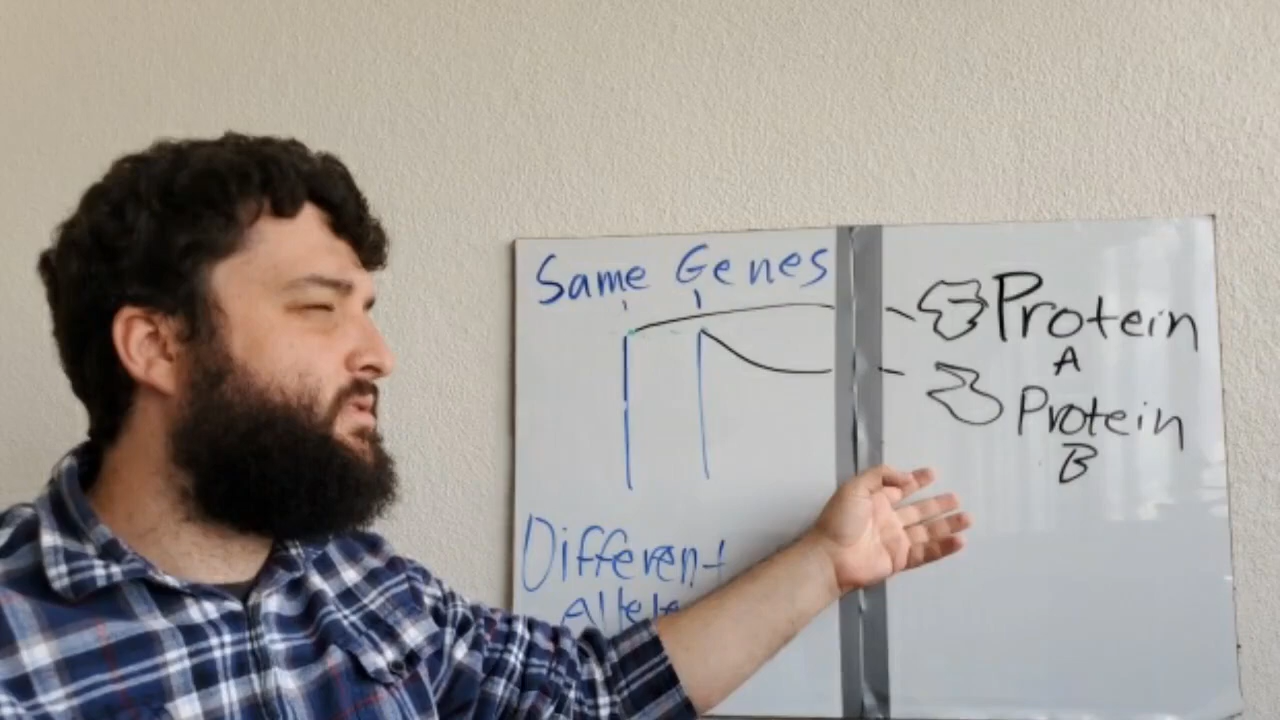 Same Genes
Different
Protein
A
Protein
B